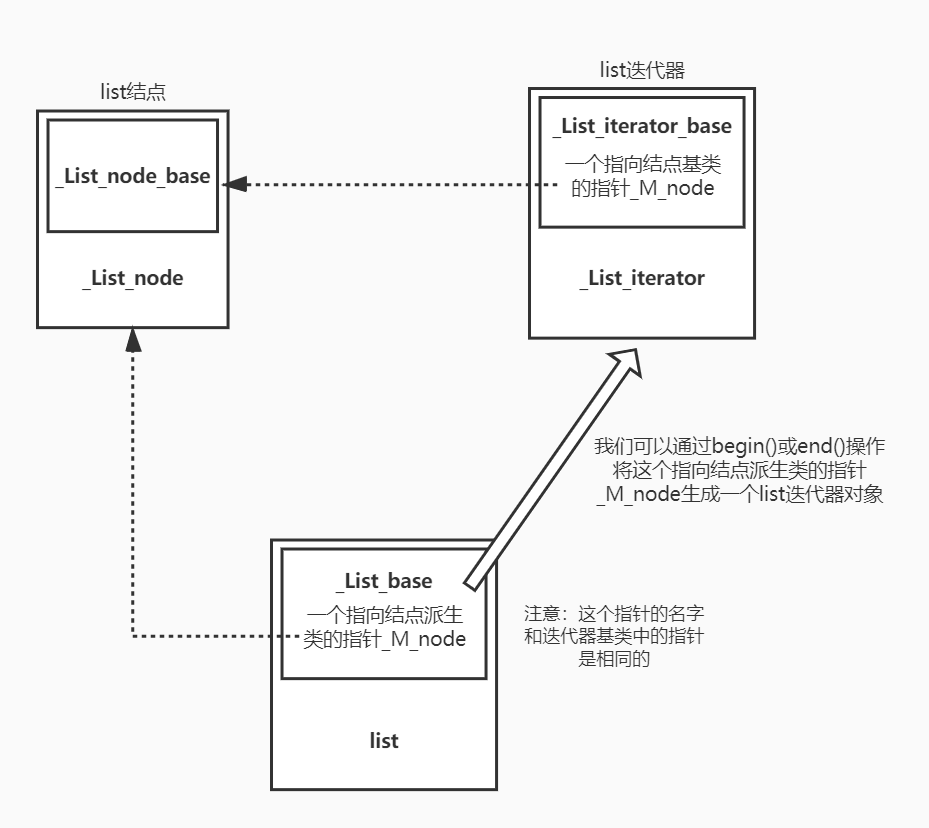 list结点
_List_node_base
_List_node
list迭代器
_List_iterator_base
一个指向结点基类
的指针_M_node
_List_iterator
我们可以通过begin()或end()操作
将这个指向结点派生类的指针
_M_node生成一个list迭代器对象
_List_base
一个指向结点派生
类的指针_M_node
list
注意：这个指针的名字
和迭代器基类中的指针
是相同的